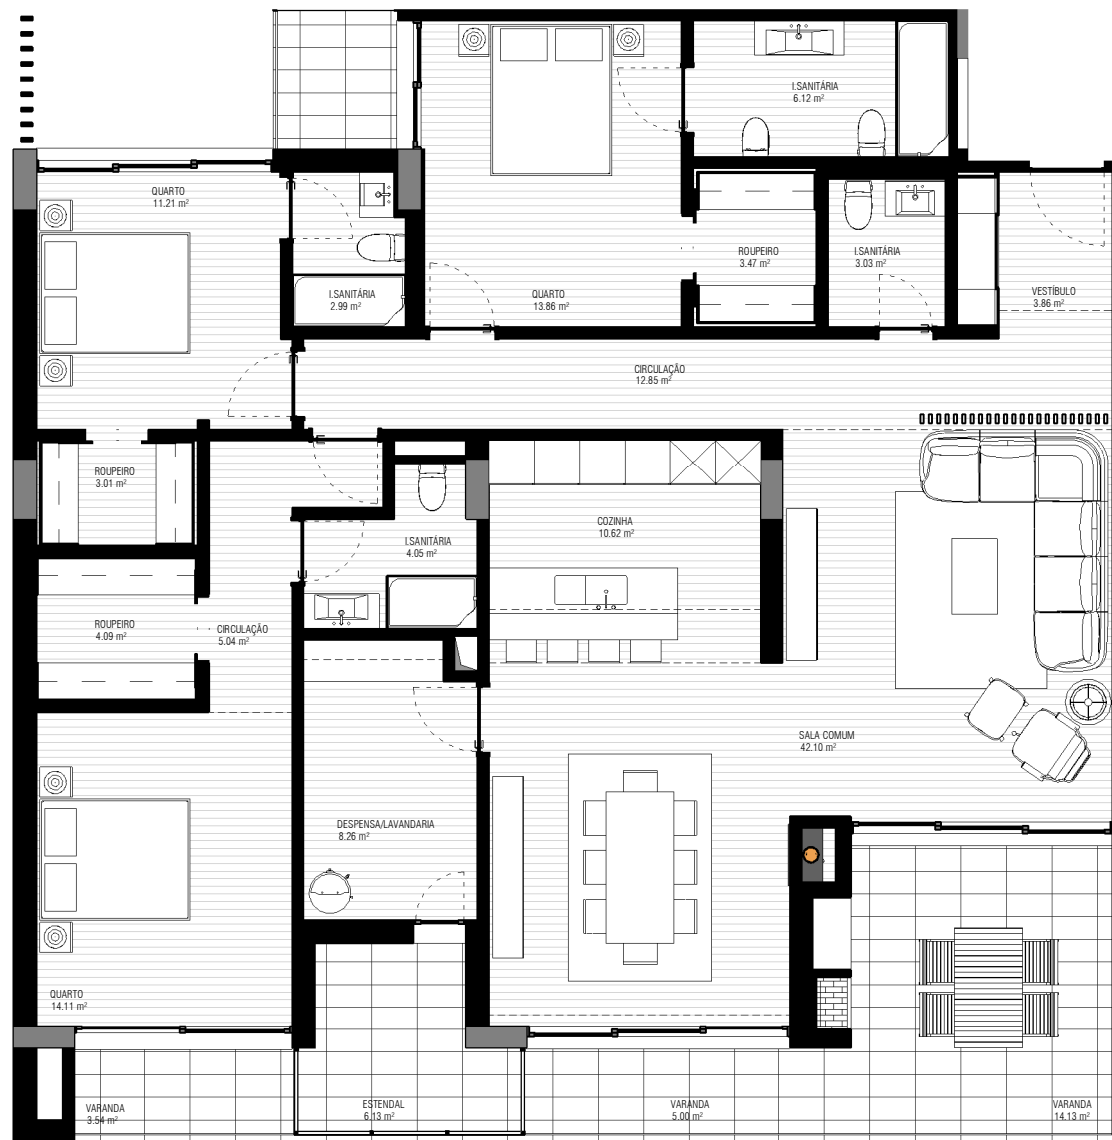 I.SANITÁRIA
6.12 m²
QUARTO
11.21 m²
ROUPEIRO
3.47 m²
I.SANITÁRIA
3.03 m²
I.SANITÁRIA
2.99 m²
QUARTO
13.86 m²
VESTÍBULO
3.86 m²
CIRCULAÇÃO
12.85 m²
ROUPEIRO
3.01 m²
COZINHA
10.62 m²
I.SANITÁRIA
4.05 m²
ROUPEIRO
4.09 m²
CIRCULAÇÃO
5.04 m²
SALA COMUM
42.10 m²
DESPENSA/LAVANDARIA
8.26 m²
QUARTO
14.11 m²
VARANDA
3.54 m²
ESTENDAL
6.13 m²
VARANDA
5.00 m²
VARANDA
14.13 m²